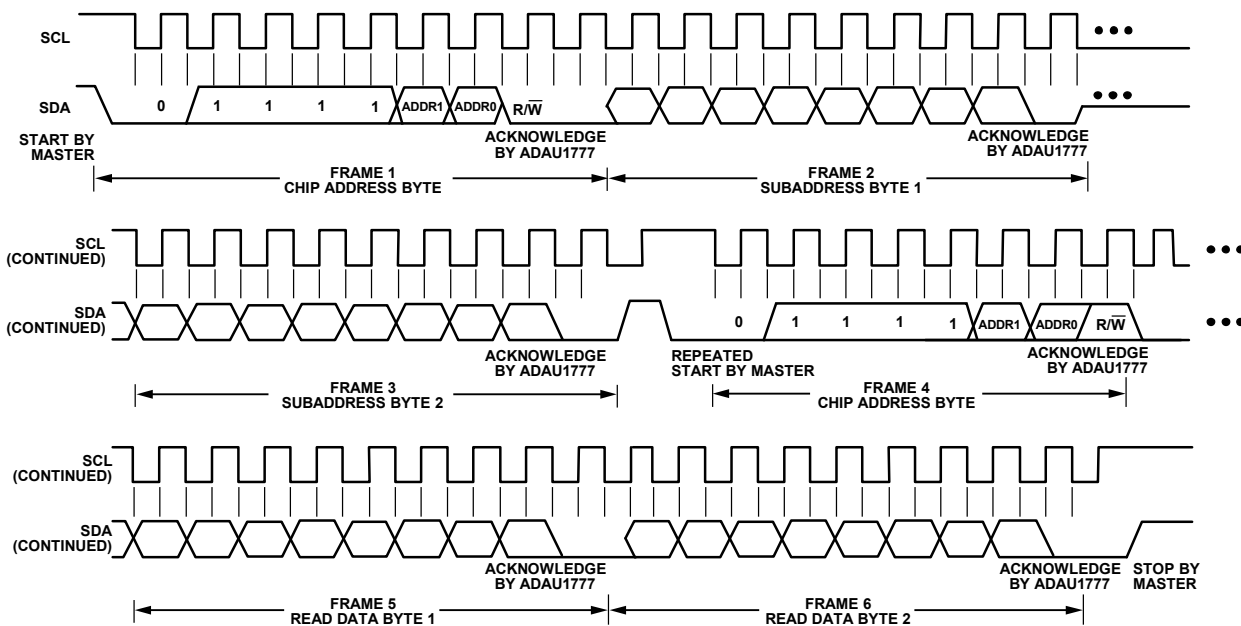 SCL
SDA
0 1 1 1 1 ADDR1 ADDR0 R/W̅
START BY
MASTER
ACKNOWLEDGE
BY ADAU1777
ACKNOWLEDGE
BY ADAU1777
FRAME 1
CHIP ADDRESS BYTE
FRAME 2
SUBADDRESS BYTE 1
SCL
(CONTINUED)
SDA
(CONTINUED)
0 1 1 1 1 ADDR1 ADDR0 R/W̅
ACKNOWLEDGE
BY ADAU1777
REPEATED
START BY MASTER
ACKNOWLEDGE
BY ADAU1777
FRAME 3
SUBADDRESS BYTE 2
FRAME 4
CHIP ADDRESS BYTE
SCL
(CONTINUED)
SDA
(CONTINUED)
ACKNOWLEDGE
BY ADAU1777
ACKNOWLEDGE
BY ADAU1777
STOP BY
MASTER
FRAME 5
READ DATA BYTE 1
FRAME 6
READ DATA BYTE 2